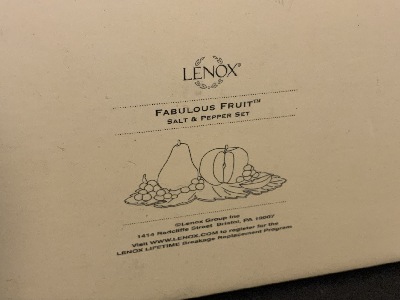 LENOX®
FABULOUS FRUIT™
SALT & PEPPER SET
©Lenox Group Inc.
1414 Radcliffe Street Bristol, PA 19007
Visit WWW.LENOX.COM to register for the
LENOX LIFETIME Breakage Replacement Program